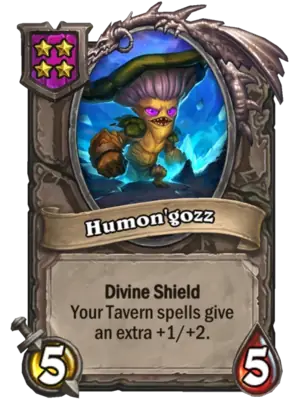 Humon'gozz
Divine Shield
Your Tavern spells give
an extra +1/+2.
5 5